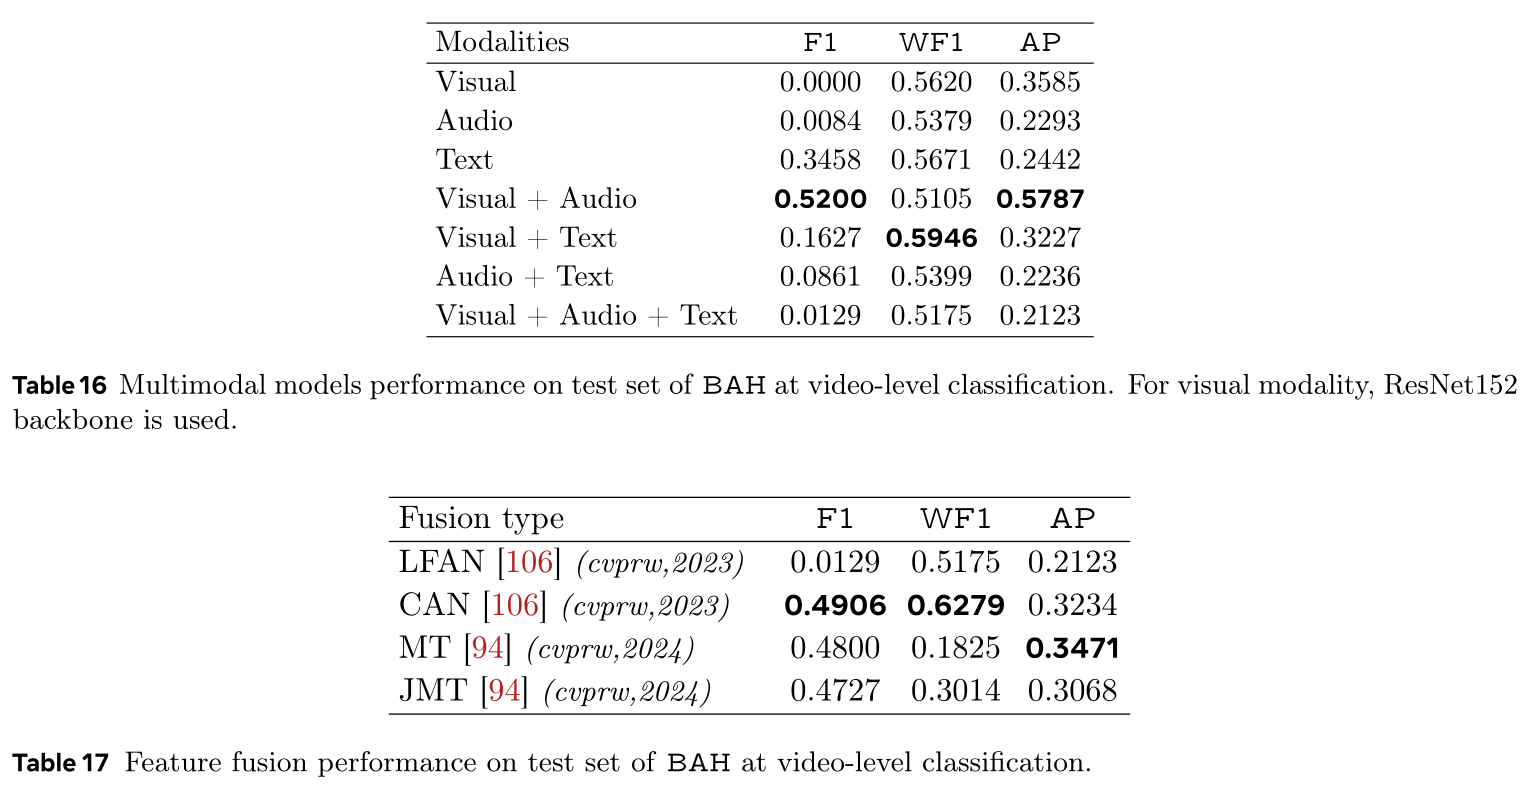 Modalities F1 WF1 AP
Visual 0.0000 0.5620 0.3585
Audio 0.0084 0.5379 0.2293
Text 0.3458 0.5671 0.2442
Visual + Audio 0.5200 0.5105 0.5787
Visual + Text 0.1627 0.5946 0.3227
Audio + Text 0.0861 0.5399 0.2236
Visual + Audio + Text 0.0129 0.5175 0.2123
Table 16 Multimodal models performance on test set of BAH at video-level classification. For visual modality, ResNet152
backbone is used.
Fusion type F1 WF1 AP
LFAN [106] (cvprw,2023) 0.0129 0.5175 0.2123
CAN [106] (cvprw,2023) 0.4906 0.6279 0.3234
MT [94] (cvprw,2024) 0.4800 0.1825 0.3471
JMT [94] (cvprw,2024) 0.4727 0.3014 0.3068
Table 17 Feature fusion performance on test set of BAH at video-level classification.